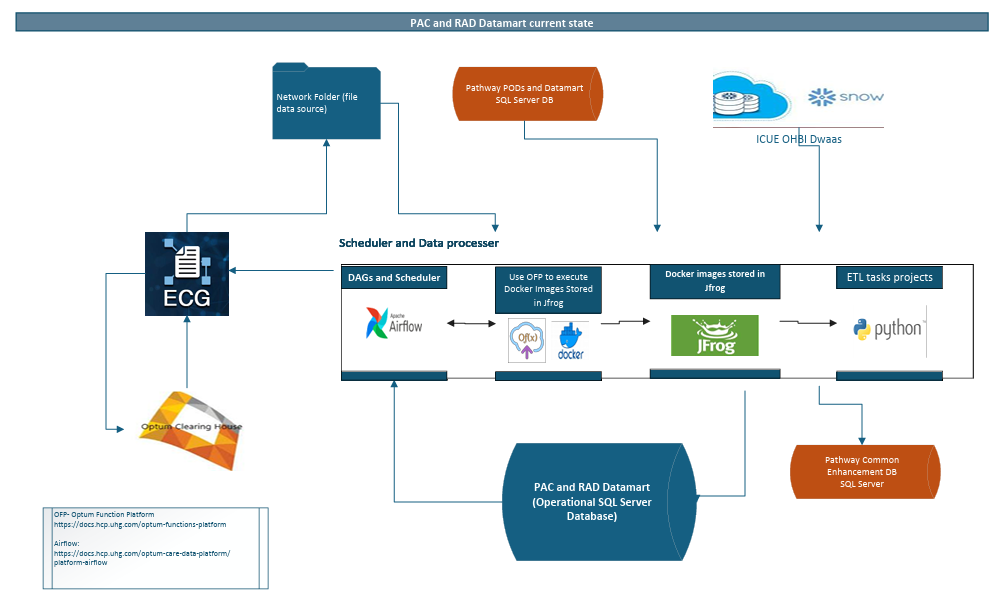 PAC and RAD Datamart current state
Network Folder (file
data source)
Pathway PODs and Datamart
SQL Server DB
snow
ICUE OHBI Dwaas
Scheduler and Data processer
ECG
DAGs and Scheduler
Apache
Airflow
Use OFP to execute
Docker Images Stored
in Jfrog
Of(x)
docker
Docker images stored in
Jfrog
JFrog
ETL tasks projects
python™
Optum Clearing House
PAC and RAD Datamart
(Operational SQL Server
Database)
Pathway Common
Enhancement DB
SQL Server
OFP- Optum Function Platform
https://docs.hcp.uhg.com/optum-functions-platform
Airflow:
https://docs.hcp.uhg.com/optum-care-data-platform/
platform-airflow